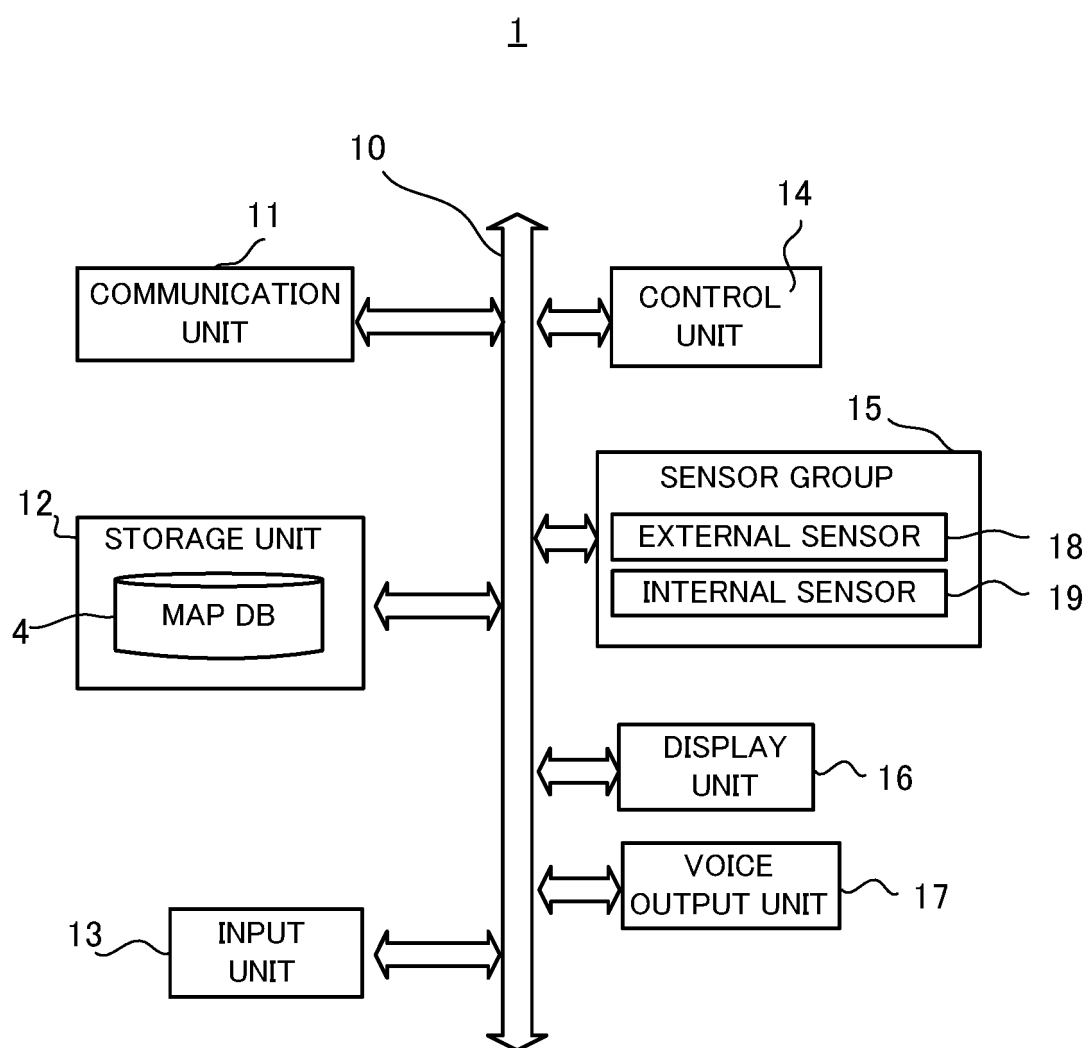 1
10
11
COMMUNICATION
UNIT
14
CONTROL
UNIT
15
SENSOR GROUP
EXTERNAL SENSOR
18
INTERNAL SENSOR
19
12
STORAGE UNIT
MAP DB
4
DISPLAY
UNIT
16
VOICE
OUTPUT UNIT
17
13
INPUT
UNIT